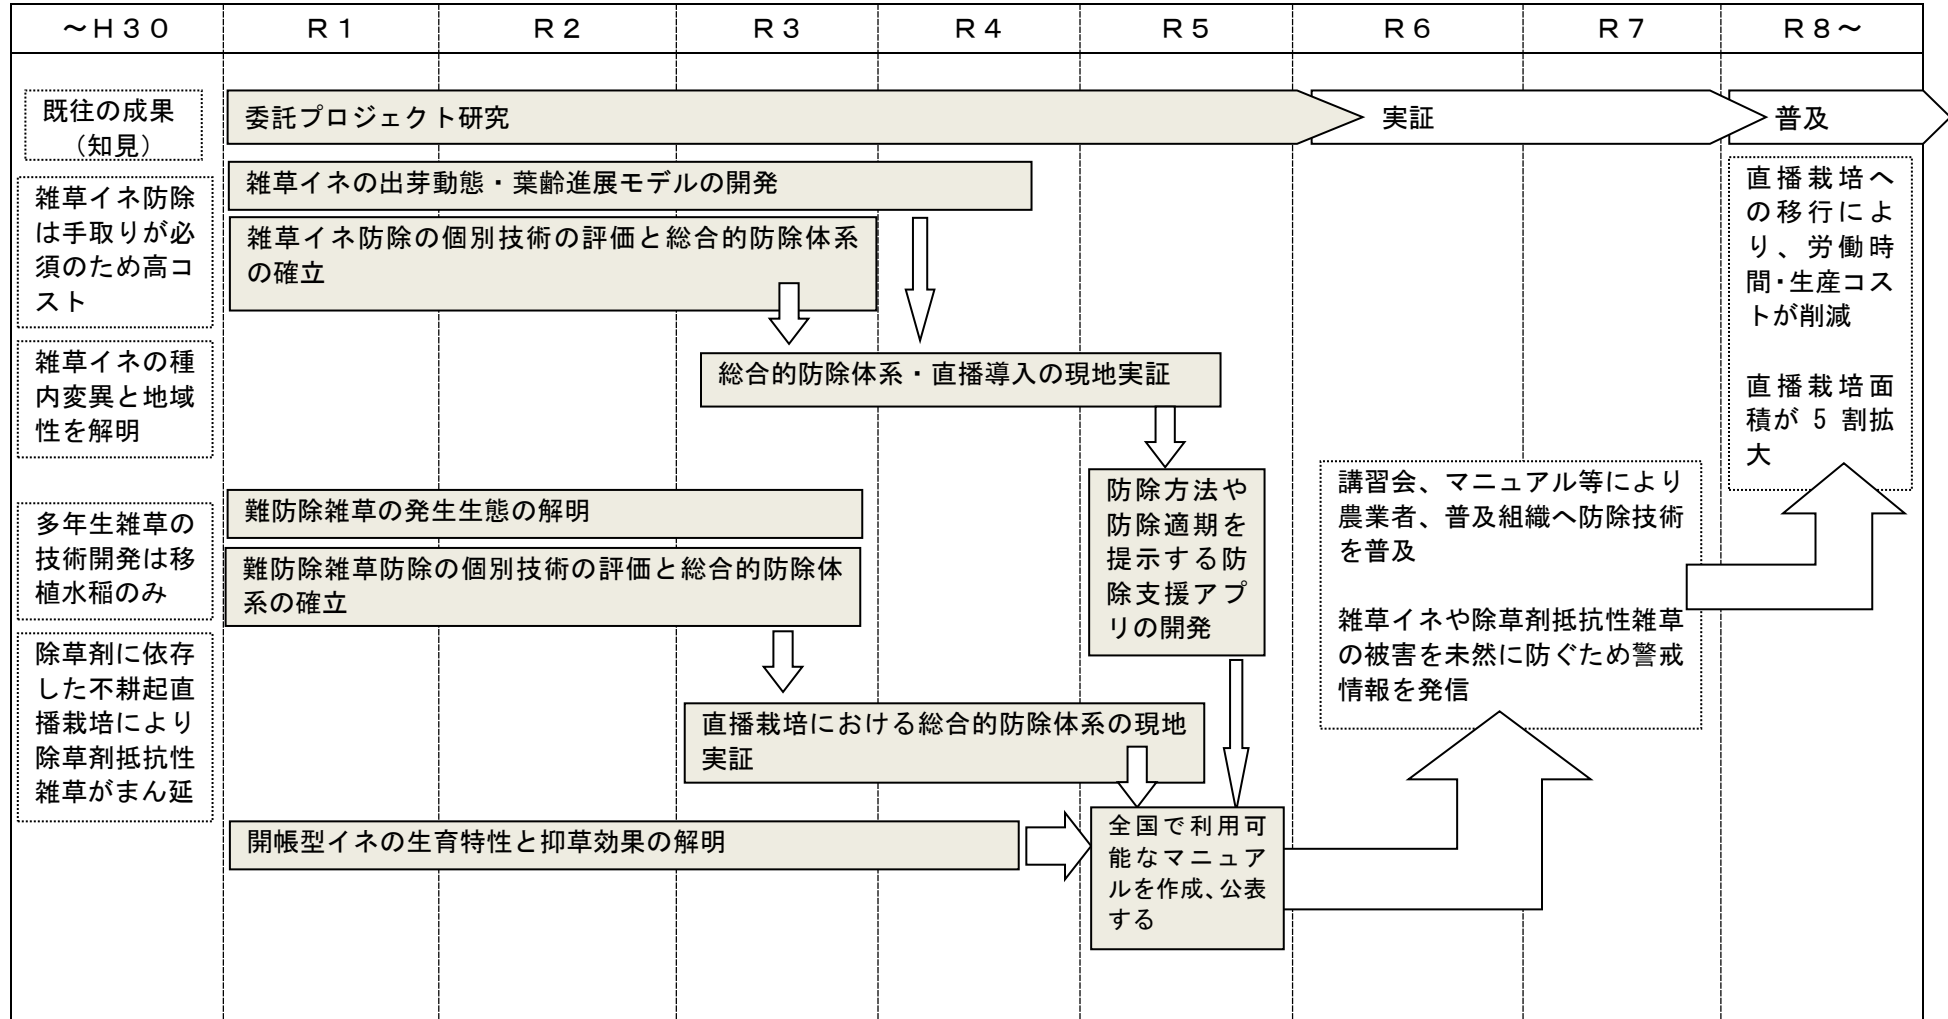 ～Ｈ３０
Ｒ１
Ｒ２
Ｒ３
Ｒ４
Ｒ５
Ｒ６
Ｒ７
Ｒ８～
既往の成果
（知見）
委託プロジェクト研究
実証
普及
雑草イネ防除
は手取りが必
須のため高コ
スト
雑草イネの種
内変異と地域
性を解明
多年生雑草の
技術開発は移
植水稲のみ
除草剤に依存
した不耕起直
播栽培により
除草剤抵抗性
雑草がまん延
雑草イネの出芽動態・葉齢進展モデルの開発
雑草イネ防除の個別技術の評価と総合的防除体系
の確立
総合的防除体系・直播導入の現地実証
難防除雑草の発生生態の解明
難防除雑草防除の個別技術の評価と総合的防除体
系の確立
直播栽培における総合的防除体系の現地
実証
開帳型イネの生育特性と抑草効果の解明
防除方法や
防除適期を
提示する防
除支援アプ
リの開発
全国で利用可
能なマニュア
ルを作成、公表
する
講習会、マニュアル等により
農業者、普及組織へ防除技術
を普及
雑草イネや除草剤抵抗性雑草
の被害を未然に防ぐため警戒
情報を発信
直播栽培へ
の移行によ
り、労働時
間・生産コス
トが削減
直播栽培面
積が 5 割拡
大